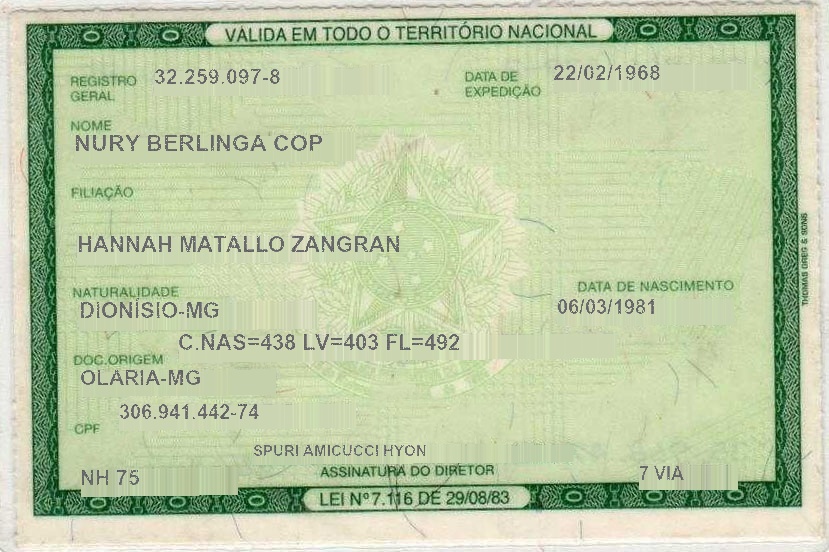 VÁLIDA EM TODO O TERRITÓRIO NACIONAL
REGISTRO GERAL 32.259.097-8 DATA DE EXPEDIÇÃO 22/02/1968
NOME
NURY BERLINGA COP
FILIAÇÃO
HANNAH MATALLO ZANGRAN
NATURALIDADE DATA DE NASCIMENTO
DIONÍSIO-MG 06/03/1981
C.NAS=438 LV=403 FL=492
DOC.ORIGEM
OLARIA-MG
306.941.442-74
CPF
SPURI AMICUCCI HYON
NH 75 ASSINATURA DO DIRETOR 7 VIA
LEI Nº 7.116 DE 29/08/83
THOMAS GREG & SONS